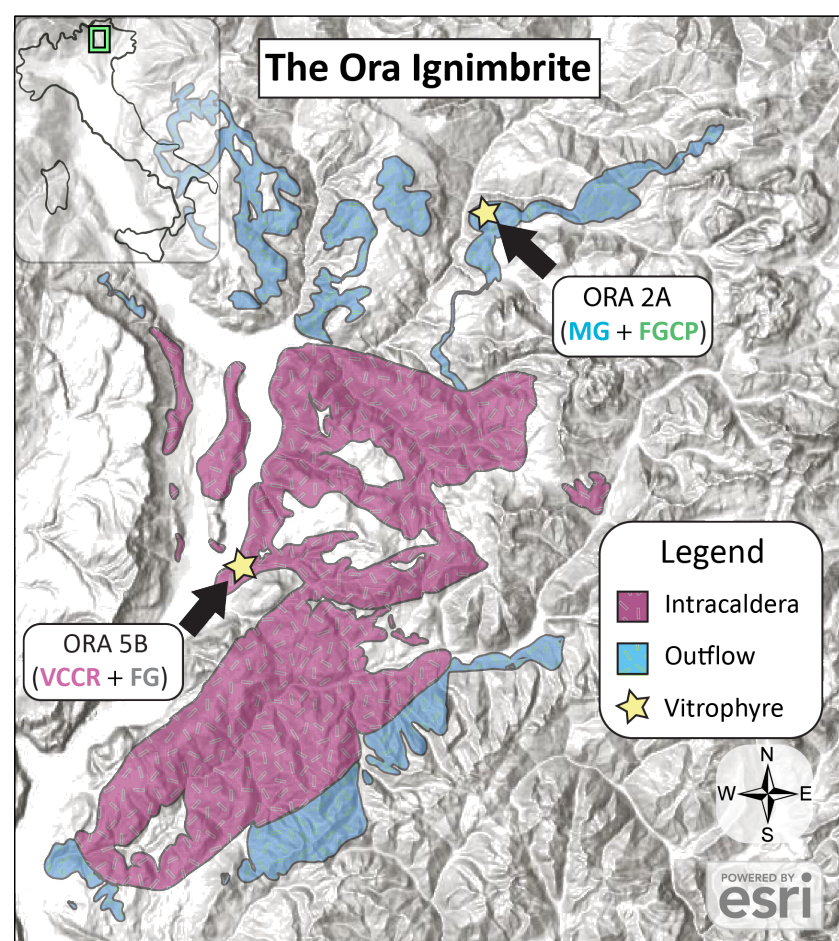 The Ora Ignimbrite
ORA 2A
(MG + FGCP)
Legend
Intracaldera
Outflow
Vitrophyre
ORA 5B
(VCCR + FG)
N
W E
S
POWERED BY
esri